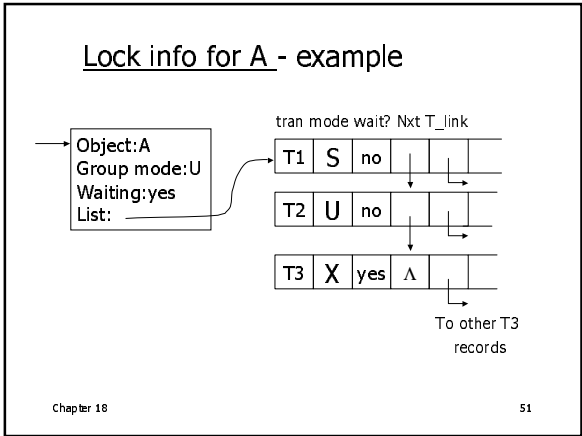 Lock info for A - example
tran mode wait? Nxt T_link
Object:A
Group mode:U
Waiting:yes
List:
T1 S no
T2 U no
T3 X yes Λ
To other T3
records
Chapter 18
51